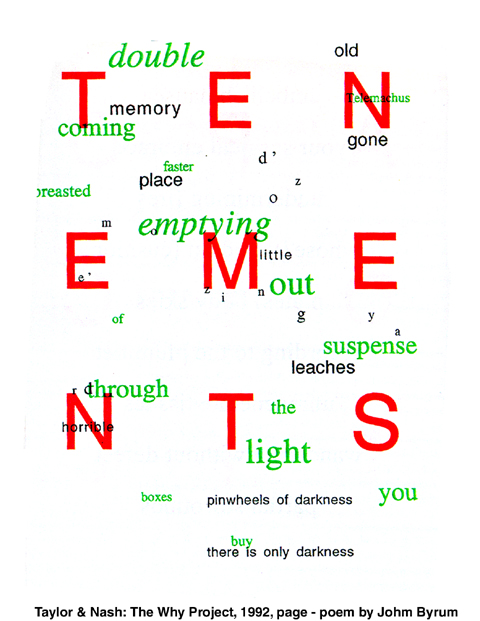 double
old
T E N
Telemachus
memory
coming
gone
d ’
faster
place
z
breasted
o
m
o
emptying
E M E
little
e’
z i n
out
of
g y
a
suspense
leaches
r d
through
N T S
the
horrible
light
boxes
pinwheels of darkness
you
buy
there is only darkness
Taylor & Nash: The Why Project, 1992, page - poem by Johm Byrum